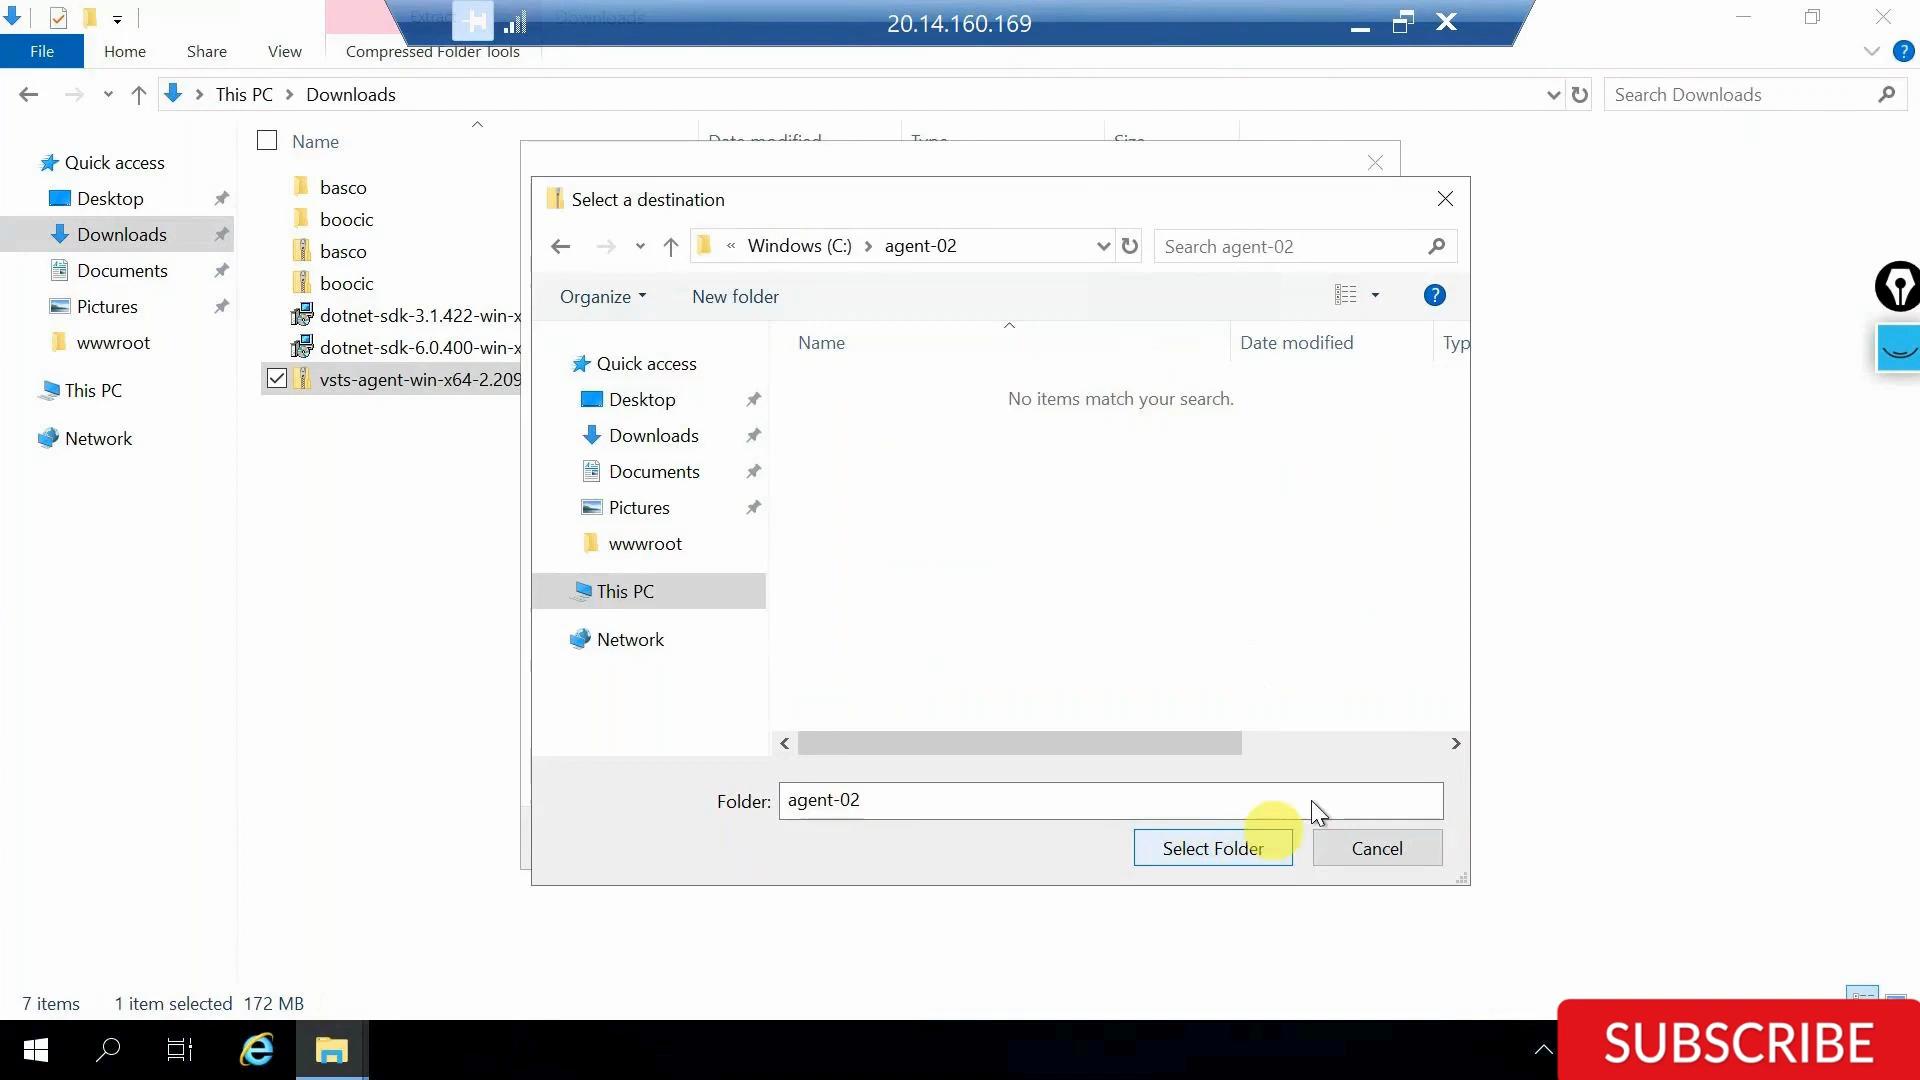 20.14.160.169
File
Home
Share
View
Compressed Folder Tools
This PC
Downloads
Search Downloads
Name
Date modified
Type
Size
Quick access
Desktop
Downloads
Documents
Pictures
wwwroot
This PC
Network
basco
boocic
basco
boocic
dotnet-sdk-3.1.422-win-x
dotnet-sdk-6.0.400-win-x
vsts-agent-win-x64-2.209
Select a destination
« Windows (C:)
agent-02
Search agent-02
Organize
New folder
?
Name
Date modified
Typ
No items match your search.
Quick access
Desktop
Downloads
Documents
Pictures
wwwroot
This PC
Network
Folder:
agent-02
Select Folder
Cancel
7 items
1 item selected 172 MB
SUBSCRIBE